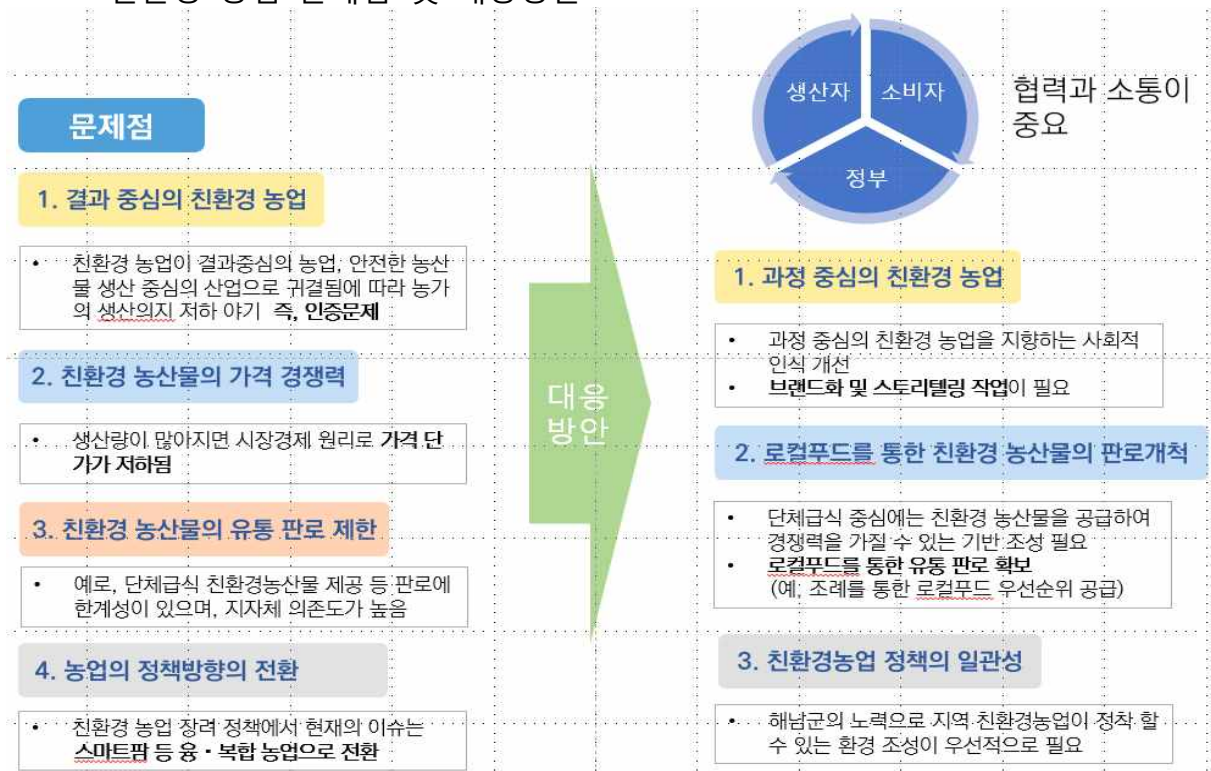 문제점
1. 결과 중심의 친환경 농업
• 친환경 농업이 결과중심의 농업, 안전한 농산
물 생산 중심의 산업으로 귀결됨에 따라 농가
의 생산의지 저하 야기 즉, 인증문제
2. 친환경 농산물의 가격 경쟁력
• 생산량이 많아지면 시장경제 원리로 가격 단
가가 저하됨
3. 친환경 농산물의 유통 판로 제한
• 예로, 단체급식 친환경농산물 제공 등 판로에
한계성이 있으며, 지자체 의존도가 높음
4. 농업의 정책방향의 전환
• 친환경 농업 장려 정책에서 현재의 이슈는
스마트팜 등 융・복합 농업으로 전환
대응
방안
생산자
소비자
정부
협력과 소통이
중요
1. 과정 중심의 친환경 농업
• 과정 중심의 친환경 농업을 지향하는 사회적
인식 개선
• 브랜드화 및 스토리텔링 작업이 필요
2. 로컬푸드를 통한 친환경 농산물의 판로개척
• 단체급식 중심에는 친환경 농산물을 공급하여
경쟁력을 가질 수 있는 기반 조성 필요
• 로컬푸드를 통한 유통 판로 확보
(예; 조례를 통한 로컬푸드 우선순위 공급)
3. 친환경농업 정책의 일관성
• 해남군의 노력으로 지역 친환경농업이 정착 할
수 있는 환경 조성이 우선적으로 필요